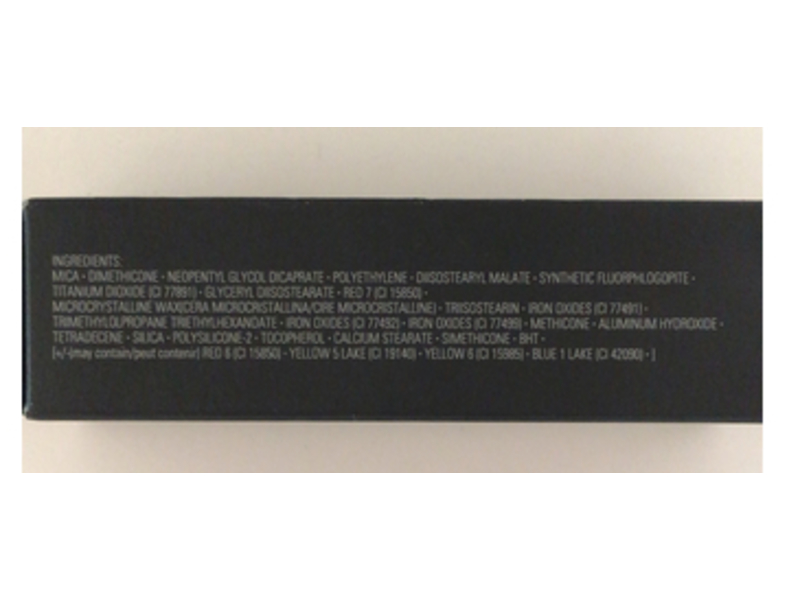 INGREDIENTS:
MICA • DIMETHICONE • NEOPENTYL GLYCOL DICAPRATE • POLYETHYLENE • DIISOSTEARYL MALATE • SYNTHETIC FLUORPHLOGOPITE •
TITANIUM DIOXIDE (CI 77891) • GLYCERYL DIISOSTEARATE • RED 7 (CI 15850) •
MICROCRYSTALLINE WAX(CERA MICROCRISTALLINA/CIRE MICROCRISTALLINE) • TRIISOSTEARIN • IRON OXIDES (CI 77491) •
TRIMETHYLOLPROPANE TRIETHYLHEXANOATE • IRON OXIDES (CI 77492) • IRON OXIDES (CI 77499) • METHICONE • ALUMINUM HYDROXIDE •
TETRADECENE • SILICA • POLYSILICONE-2 • TOCOPHEROL • CALCIUM STEARATE • SIMETHICONE • BHT •
[+/-(may contain/peut contenir) RED 6 (CI 15850) • YELLOW 5 LAKE (CI 19140) • YELLOW 6 (CI 15985) • BLUE 1 LAKE (CI 42090) • ]